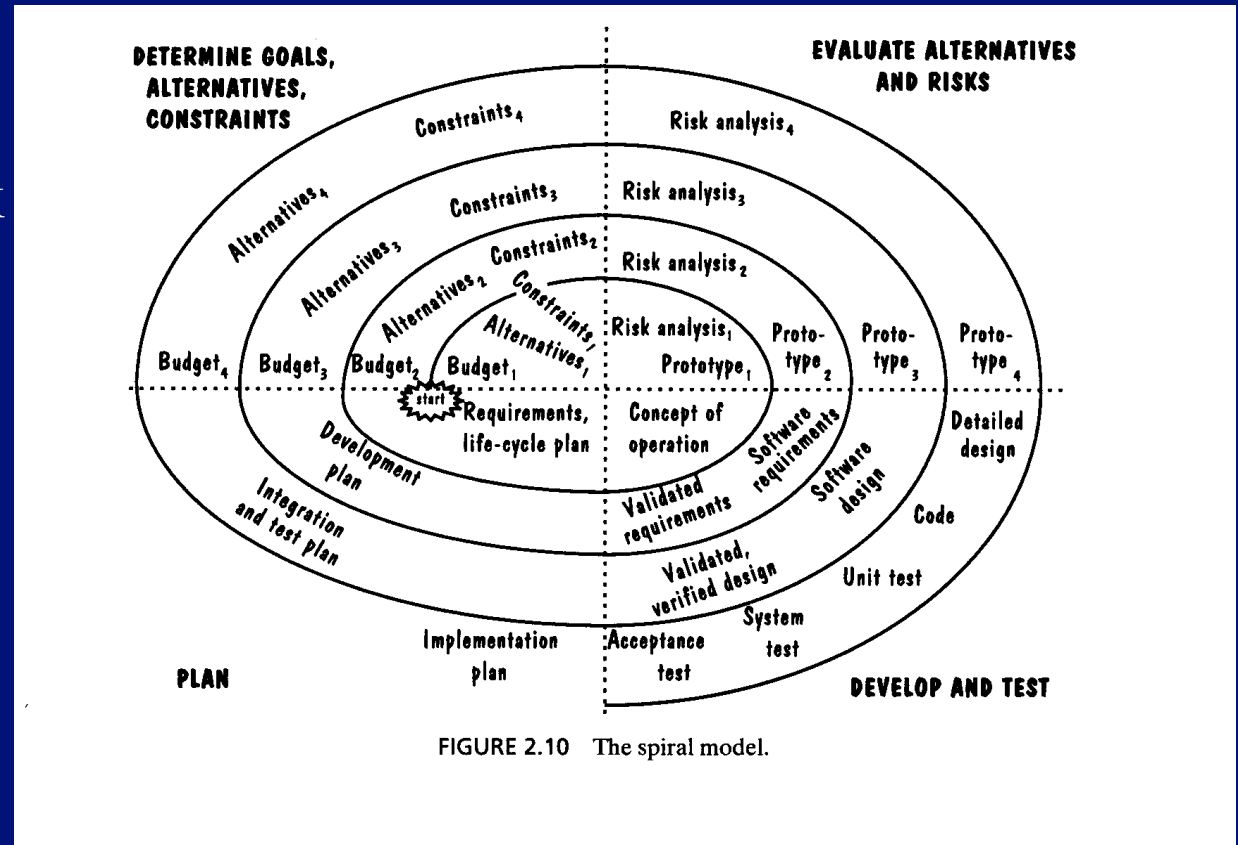 DETERMINE GOALS,
ALTERNATIVES,
CONSTRAINTS
EVALUATE ALTERNATIVES
AND RISKS
Constraints₄
Risk analysis₄
Alternatives₄
Constraints₃
Risk analysis₃
Alternatives₃
Constraints₂
Risk analysis₂
Alternatives₂
Constraints₁
Alternatives₁
Risk analysis₁
Budget₄
Budget₃
Budget₂
Budget₁
Prototype₁
Proto-
type₂
Proto-
type₃
Proto-
type₄
start
Requirements,
life-cycle plan
Concept of
operation
Software
requirements
Software
design
Detailed
design
Development
plan
Validated
requirements
Integration
and test plan
Code
Validated,
verified design
Unit test
System
test
Implementation
plan
Acceptance
test
PLAN
DEVELOP AND TEST
FIGURE 2.10 The spiral model.